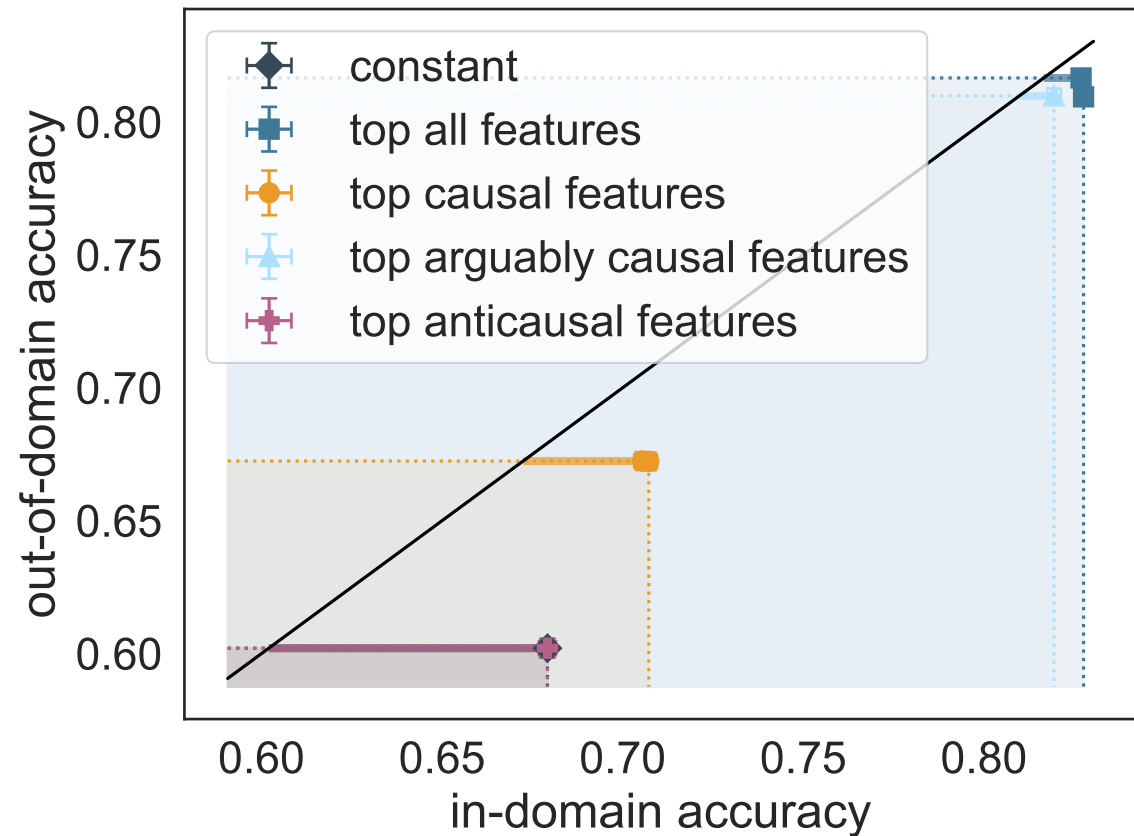 constant
top all features
top causal features
top arguably causal features
top anticausal features
out-of-domain accuracy
0.80
0.75
0.70
0.65
0.60
0.60 0.65 0.70 0.75 0.80
in-domain accuracy